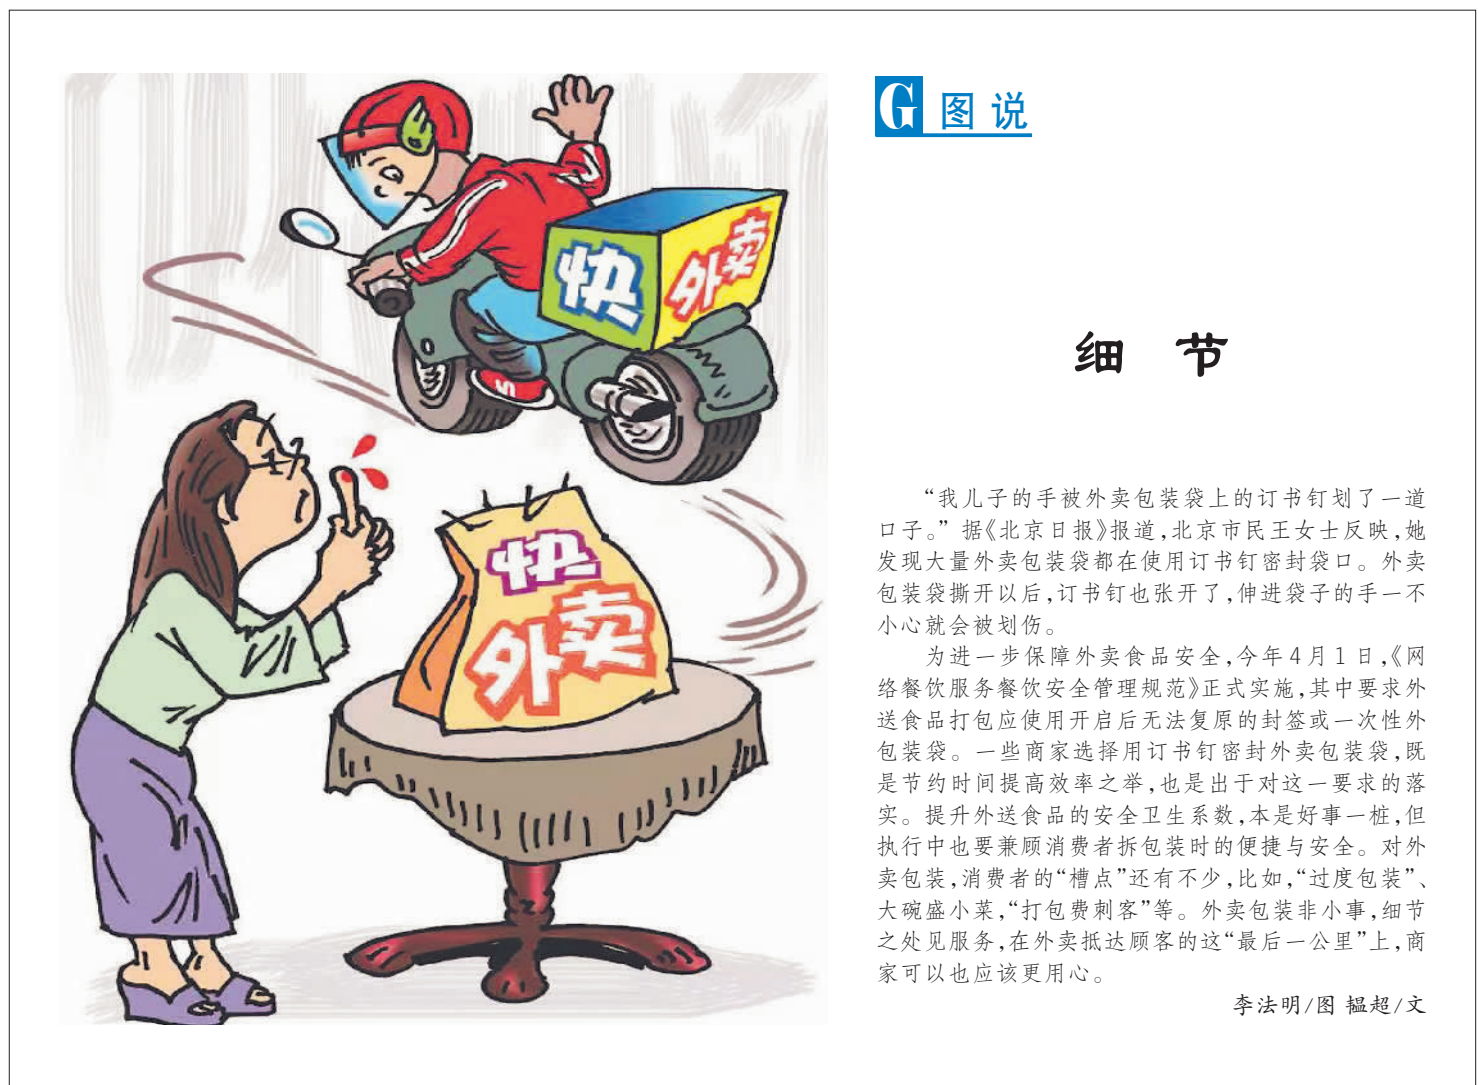 G 图说
快 外卖
细 节
快
外卖
“我儿子的手被外卖包装袋上的订书钉划了一道
口子。”据《北京日报》报道,北京市民王女士反映,她
发现大量外卖包装袋都在使用订书钉密封袋口。外卖
包装袋撕开以后,订书钉也张开了,伸进袋子的手一不
小心就会被划伤。
为进一步保障外卖食品安全,今年4月1日,《网
络餐饮服务餐饮安全管理规范》正式实施,其中要求外
送食品打包应使用开启后无法复原的封签或一次性外
包装袋。一些商家选择用订书钉密封外卖包装袋,既
是节约时间提高效率之举,也是出于对这一要求的落
实。提升外送食品的安全卫生系数,本是好事一桩,但
执行中也要兼顾消费者拆包装时的便捷与安全。对外
卖包装,消费者的“槽点”还有不少,比如,“过度包装”、
大碗盛小菜,“打包费刺客”等。外卖包装非小事,细节
之处见服务,在外卖抵达顾客的这“最后一公里”上,商
家可以也应该更用心。
李法明/图 韫超/文